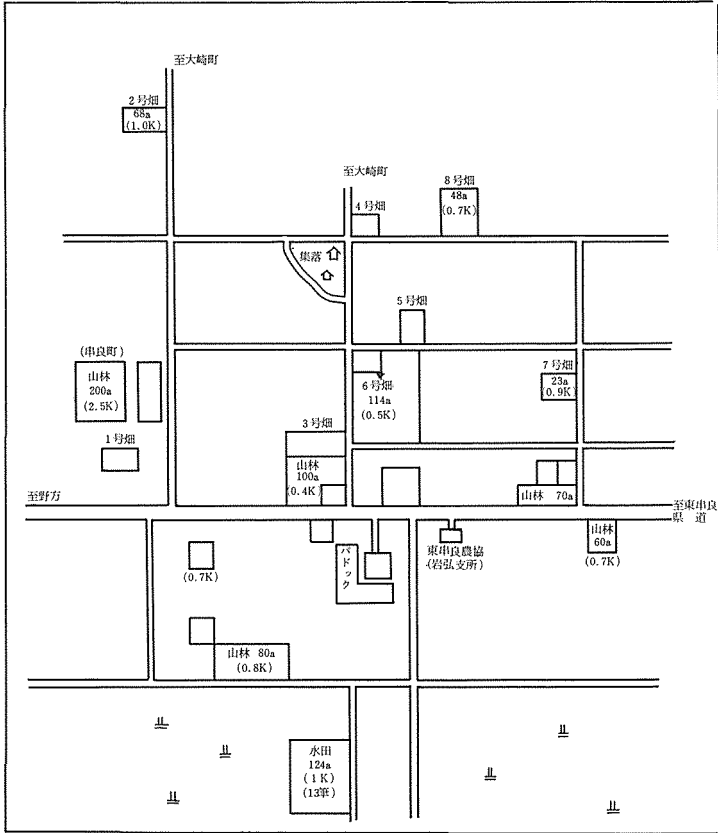 至大崎町
2号畑
68a
(1.0K)
至大崎町
4号畑
8号畑
48a
(0.7K)
集落
5号畑
(串良町)
山林
200a
(2.5K)
6号畑
114a
(0.5K)
7号畑
23a
(0.9K)
3号畑
1号畑
山林
100a
(0.4K)
山林 70a
至野方
至東串良
県道
(0.7K)
パドック
東串良農協
(岩弘支所)
山林
60a
(0.7K)
山林 80a
(0.8K)
水田
124a
(1K)
(13筆)